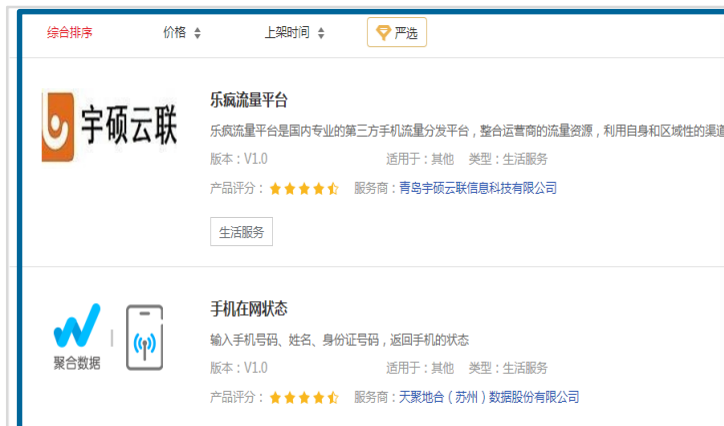 综合排序 价格 上架时间 严选
宇硕云联
乐疯流量平台
乐疯流量平台是国内专业的第三方手机流量分发平台，整合运营商的流量资源，利用自身和区域性的渠道
版本：V1.0 适用于：其他 类型：生活服务
产品评分： 服务商：青岛宇硕云联信息科技有限公司
生活服务
聚合数据
手机在网状态
输入手机号码、姓名、身份证号码，返回手机的状态
版本：V1.0 适用于：其他 类型：生活服务
产品评分： 服务商：天聚地合（苏州）数据股份有限公司